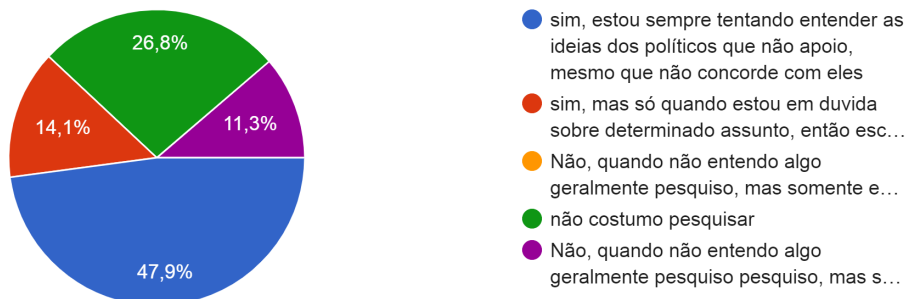 26,8%
14,1%
11,3%
47,9%
sim, estou sempre tentando entender as
ideias dos políticos que não apoio,
mesmo que não concorde com eles
sim, mas só quando estou em duvida
sobre determinado assunto, então esc…
Não, quando não entendo algo
geralmente pesquiso, mas somente e…
não costumo pesquisar
Não, quando não entendo algo
geralmente pesquiso pesquiso, mas s…